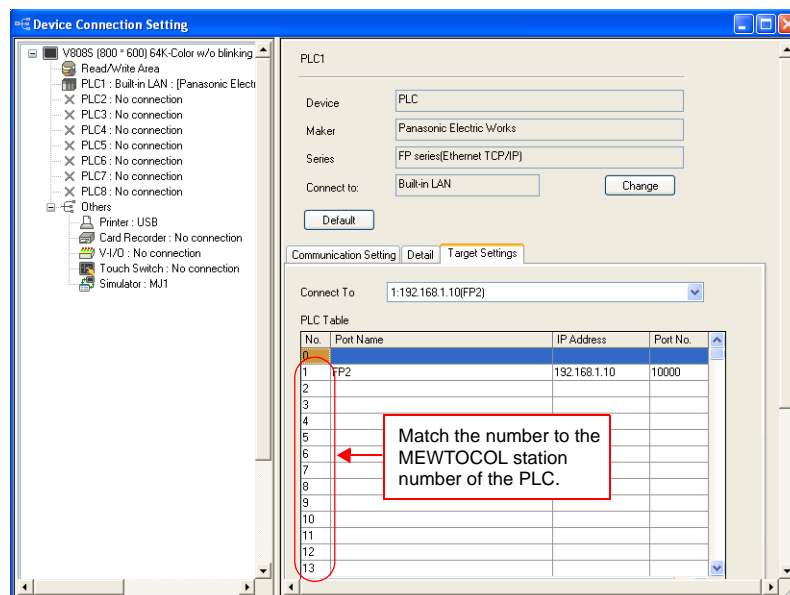 Device Connection Setting
V808S (800 * 600) 64K-Color w/o blinking
Read/Write Area
PLC1 : Built-in LAN : [Panasonic Electr
PLC2 : No connection
PLC3 : No connection
PLC4 : No connection
PLC5 : No connection
PLC6 : No connection
PLC7 : No connection
PLC8 : No connection
Others
Printer : USB
Card Recorder : No connection
V-I/O : No connection
Touch Switch : No connection
Simulator : MJ1
PLC1
Device PLC
Maker Panasonic Electric Works
Series FP series(Ethernet TCP/IP)
Connect to: Built-in LAN Change
Default
Communication Setting Detail Target Settings
Connect To 1:192.168.1.10(FP2)
PLC Table
No. Port Name IP Address Port No.
0
1 FP2 192.168.1.10 10000
2
3
4
5
6
7
8
9
10
11
12
13
Match the number to the
MEWTOCOL station
number of the PLC.